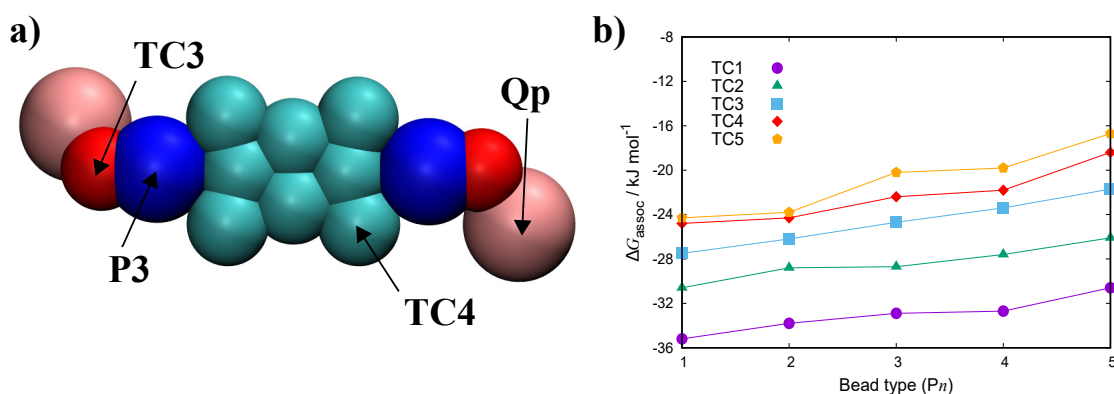 a)
TC3
Qp
P3
TC4
b)
ΔG_assoc / kJ mol⁻¹
-8
-12
-16
-20
-24
-28
-32
-36
TC1
TC2
TC3
TC4
TC5
1 2 3 4 5
Bead type (Pn)